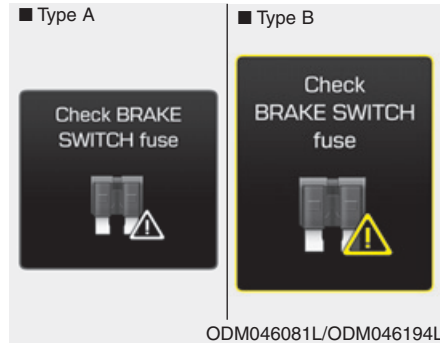 ■ Type A
Check BRAKE
SWITCH fuse
■ Type B
Check
BRAKE SWITCH
fuse
ODM046081L/ODM046194L